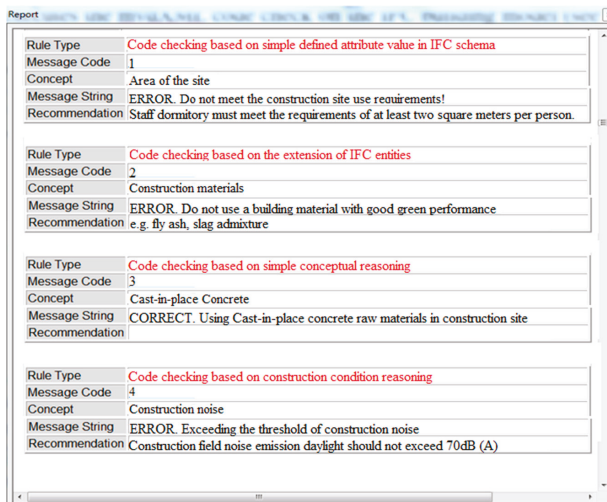 Report
Rule Type Code checking based on simple defined attribute value in IFC schema
Message Code 1
Concept Area of the site
Message String ERROR. Do not meet the construction site use requirements!
Recommendation Staff dormitory must meet the requirements of at least two square meters per person.
Rule Type Code checking based on the extension of IFC entities
Message Code 2
Concept Construction materials
Message String ERROR. Do not use a building material with good green performance
Recommendation e.g. fly ash, slag admixture
Rule Type Code checking based on simple conceptual reasoning
Message Code 3
Concept Cast-in-place Concrete
Message String CORRECT. Using Cast-in-place concrete raw materials in construction site
Recommendation
Rule Type Code checking based on construction condition reasoning
Message Code 4
Concept Construction noise
Message String ERROR. Exceeding the threshold of construction noise
Recommendation Construction field noise emission daylight should not exceed 70dB (A)